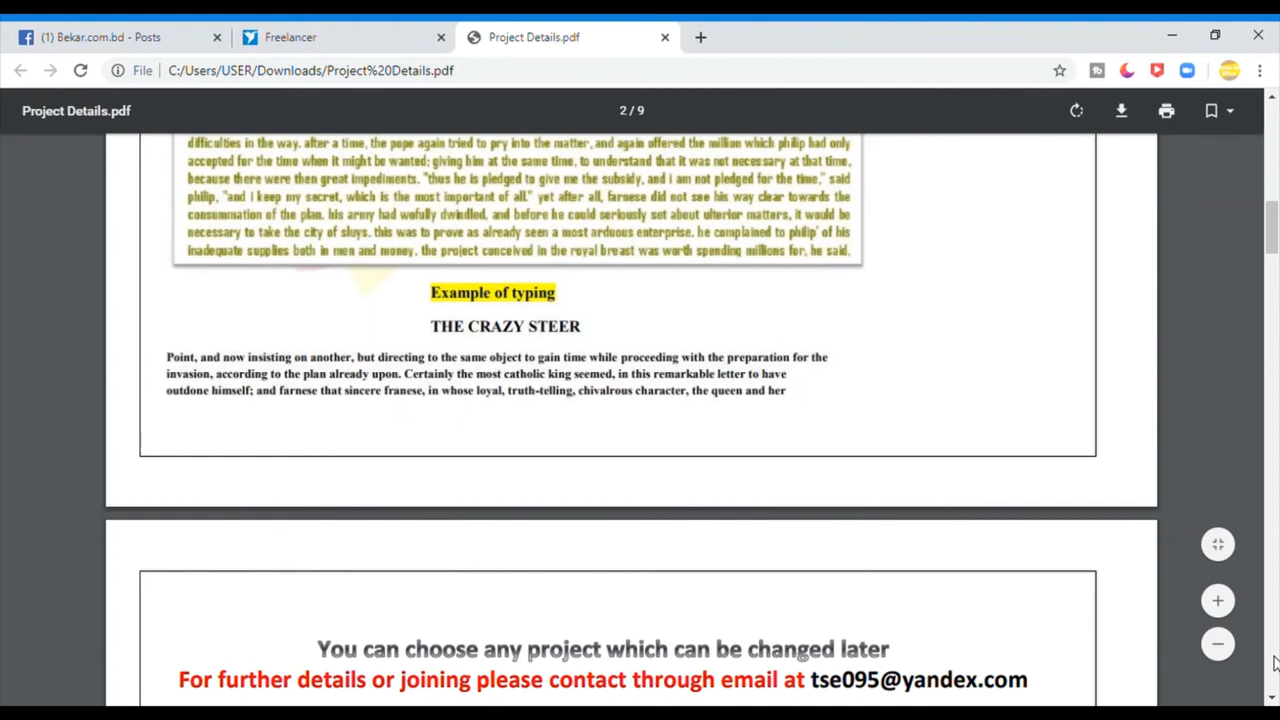 (1) Bekar.com.bd - Posts
Freelancer
Project Details.pdf
File
C:/Users/USER/Downloads/Project%20Details.pdf
Project Details.pdf
2 / 9
difficulties in the way. after a time, the pope again tried to pry into the matter, and again offered the million which philip had only
accepted for the time when it might be wanted; giving him at the same time, to understand that it was not necessary at that time,
because there were then great impediments. "thus he is pledged to give me the subsidy, and i am not pledged for the time," said
philip, "and i keep my secret, which is the most important of all." yet after all, farnese did not see his way clear towards the
consummation of the plan. his army had wofully dwindled, and before he could seriously set about ulterior matters, it would be
necessary to take the city of sluys. this was to prove as already seen a most arduous enterprise. he complained to philip' of his
inadequate supplies both in men and money. the project conceived in the royal breast was worth spending millions for, he said,
Example of typing
THE CRAZY STEER
Point, and now insisting on another, but directing to the same object to gain time while proceeding with the preparation for the
invasion, according to the plan already upon. Certainly the most catholic king seemed, in this remarkable letter to have
outdone himself; and farnese that sincere franese, in whose loyal, truth-telling, chivalrous character, the queen and her
You can choose any project which can be changed later
For further details or joining please contact through email at tse095@yandex.com